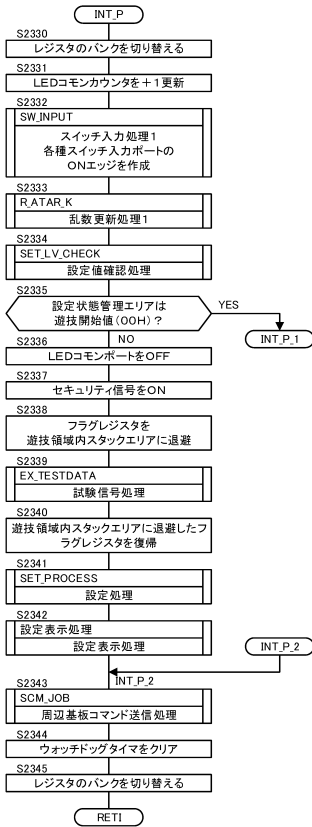 INT_P
S2330
レジスタのバンクを切り替える
S2331
LEDコモンカウンタを＋1更新
S2332
SW_INPUT
スイッチ入力処理1
各種スイッチ入力ポートの
ONエッジを作成
S2333
R_ATAR_K
乱数更新処理1
S2334
SET_LV_CHECK
設定値確認処理
S2335
設定状態管理エリアは
遊技開始値(00H)？
YES
INT_P_1
NO
S2336
LEDコモンポートをOFF
S2337
セキュリティ信号をON
S2338
フラグレジスタを
遊技領域内スタックエリアに退避
S2339
EX_TESTDATA
試験信号処理
S2340
遊技領域内スタックエリアに退避したフ
ラグレジスタを復帰
S2341
SET_PROCESS
設定処理
S2342
設定表示処理
設定表示処理
INT_P_2
INT_P_2
S2343
SCM_JOB
周辺基板コマンド送信処理
S2344
ウォッチドッグタイマをクリア
S2345
レジスタのバンクを切り替える
RETI